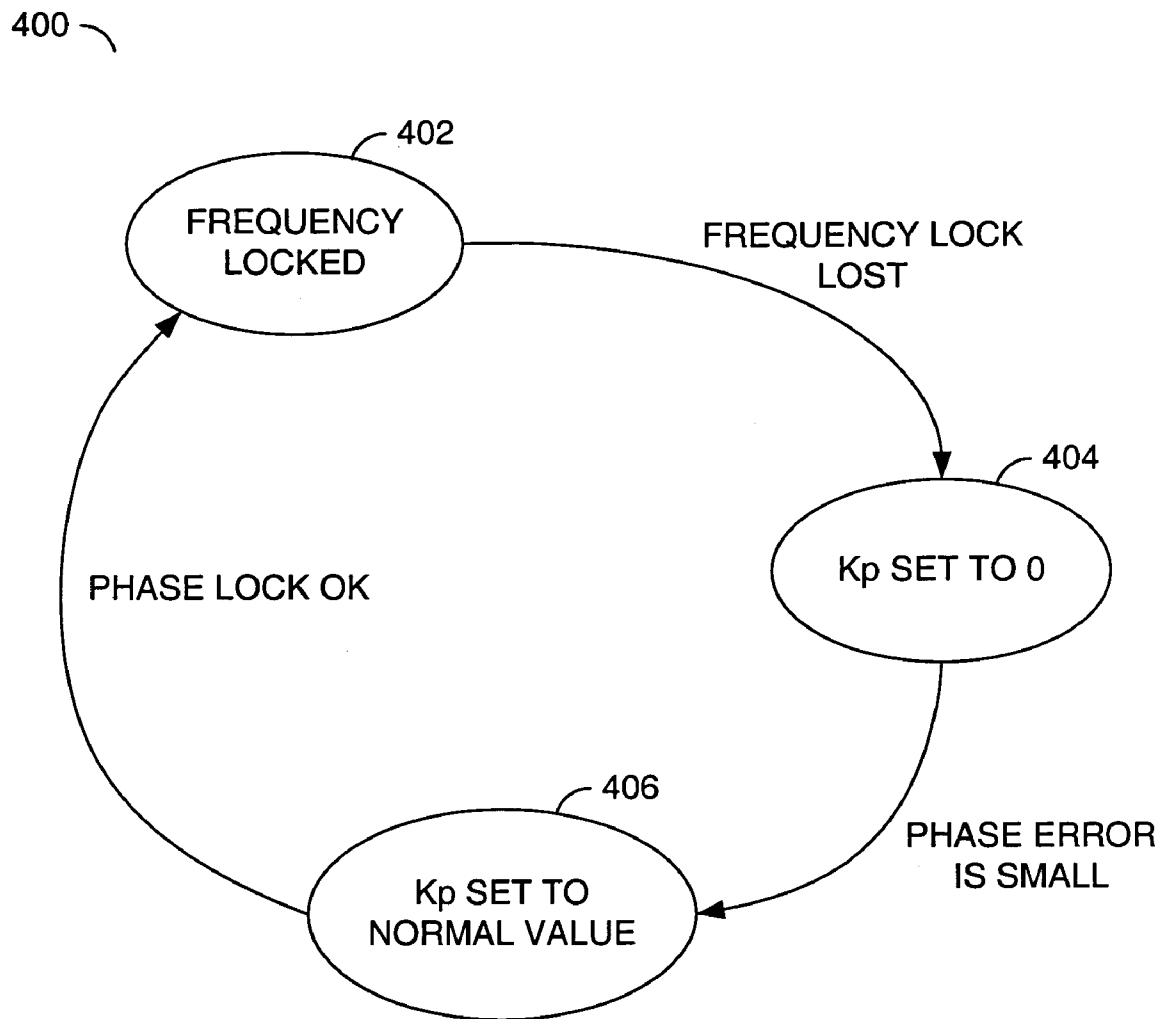 400
402
FREQUENCY
LOCKED
FREQUENCY LOCK
LOST
404
Kp SET TO 0
PHASE LOCK OK
406
PHASE ERROR
IS SMALL
Kp SET TO
NORMAL VALUE